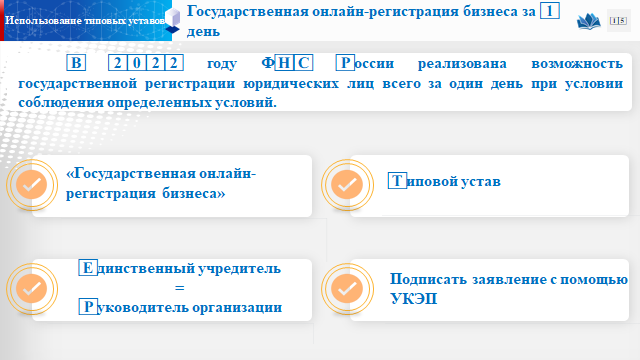 Использование типовых уставов
Государственная онлайн-регистрация бизнеса за 1
день
15
В 2022 году ФНС России реализована возможность
государственной регистрации юридических лиц всего за один день при условии
соблюдения определенных условий.
«Государственная онлайн-
регистрация бизнеса»
Типовой устав
Единственный учредитель
=
Руководитель организации
Подписать заявление с помощью
УКЭП